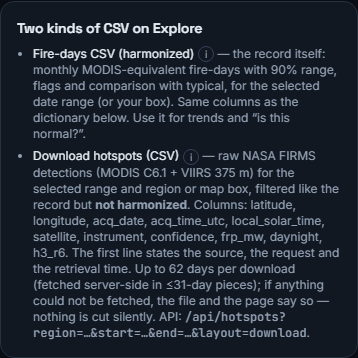 Two kinds of CSV on Explore
• Fire-days CSV (harmonized) ⓘ — the record itself:
monthly MODIS-equivalent fire-days with 90% range,
flags and comparison with typical, for the selected
date range (or your box). Same columns as the
dictionary below. Use it for trends and “is this
normal?”.
• Download hotspots (CSV) ⓘ — raw NASA FIRMS
detections (MODIS C6.1 + VIIRS 375 m) for the
selected range and region or map box, filtered like the
record but not harmonized. Columns: latitude,
longitude, acq_date, acq_time_utc, local_solar_time,
satellite, instrument, confidence, frp_mw, daynight,
h3_r6. The first line states the source, the request and
the retrieval time. Up to 62 days per download
(fetched server-side in ≤31-day pieces); if anything
could not be fetched, the file and the page say so —
nothing is cut silently. API: /api/hotspots?
region=…&start=…&end=…&layout=download.